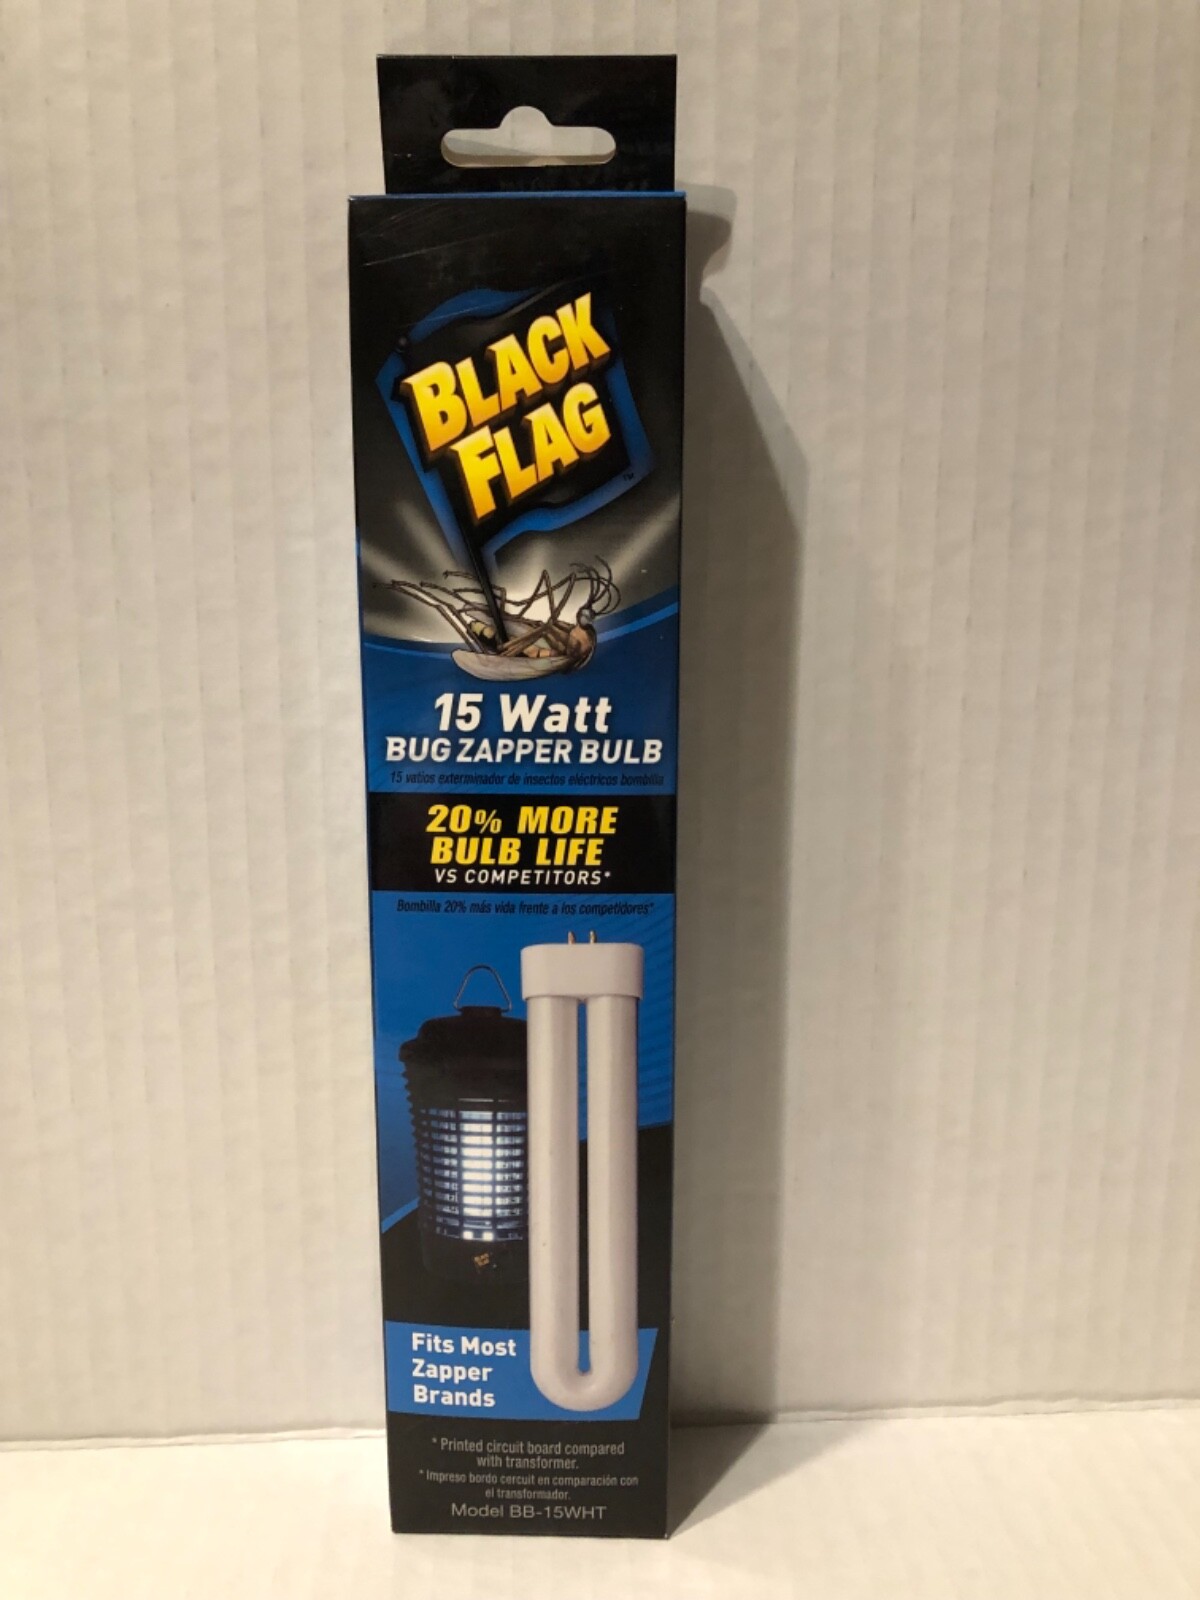 BLACK
FLAG
TM
15 Watt
BUG ZAPPER BULB
15 vatios exterminador de insectos eléctricos bombilla
20% MORE
BULB LIFE
VS COMPETITORS*
Bombilla 20% más vida frente a los competidores*
Fits Most
Zapper
Brands
* Printed circuit board compared
with transformer.
* Impreso bordo cercuit en comparación con
el transformador.
Model BB-15WHT